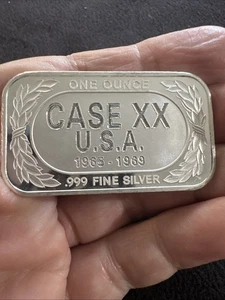 ONE OUNCE
CASE XX
U.S.A.
1965 - 1969
.999 FINE SILVER